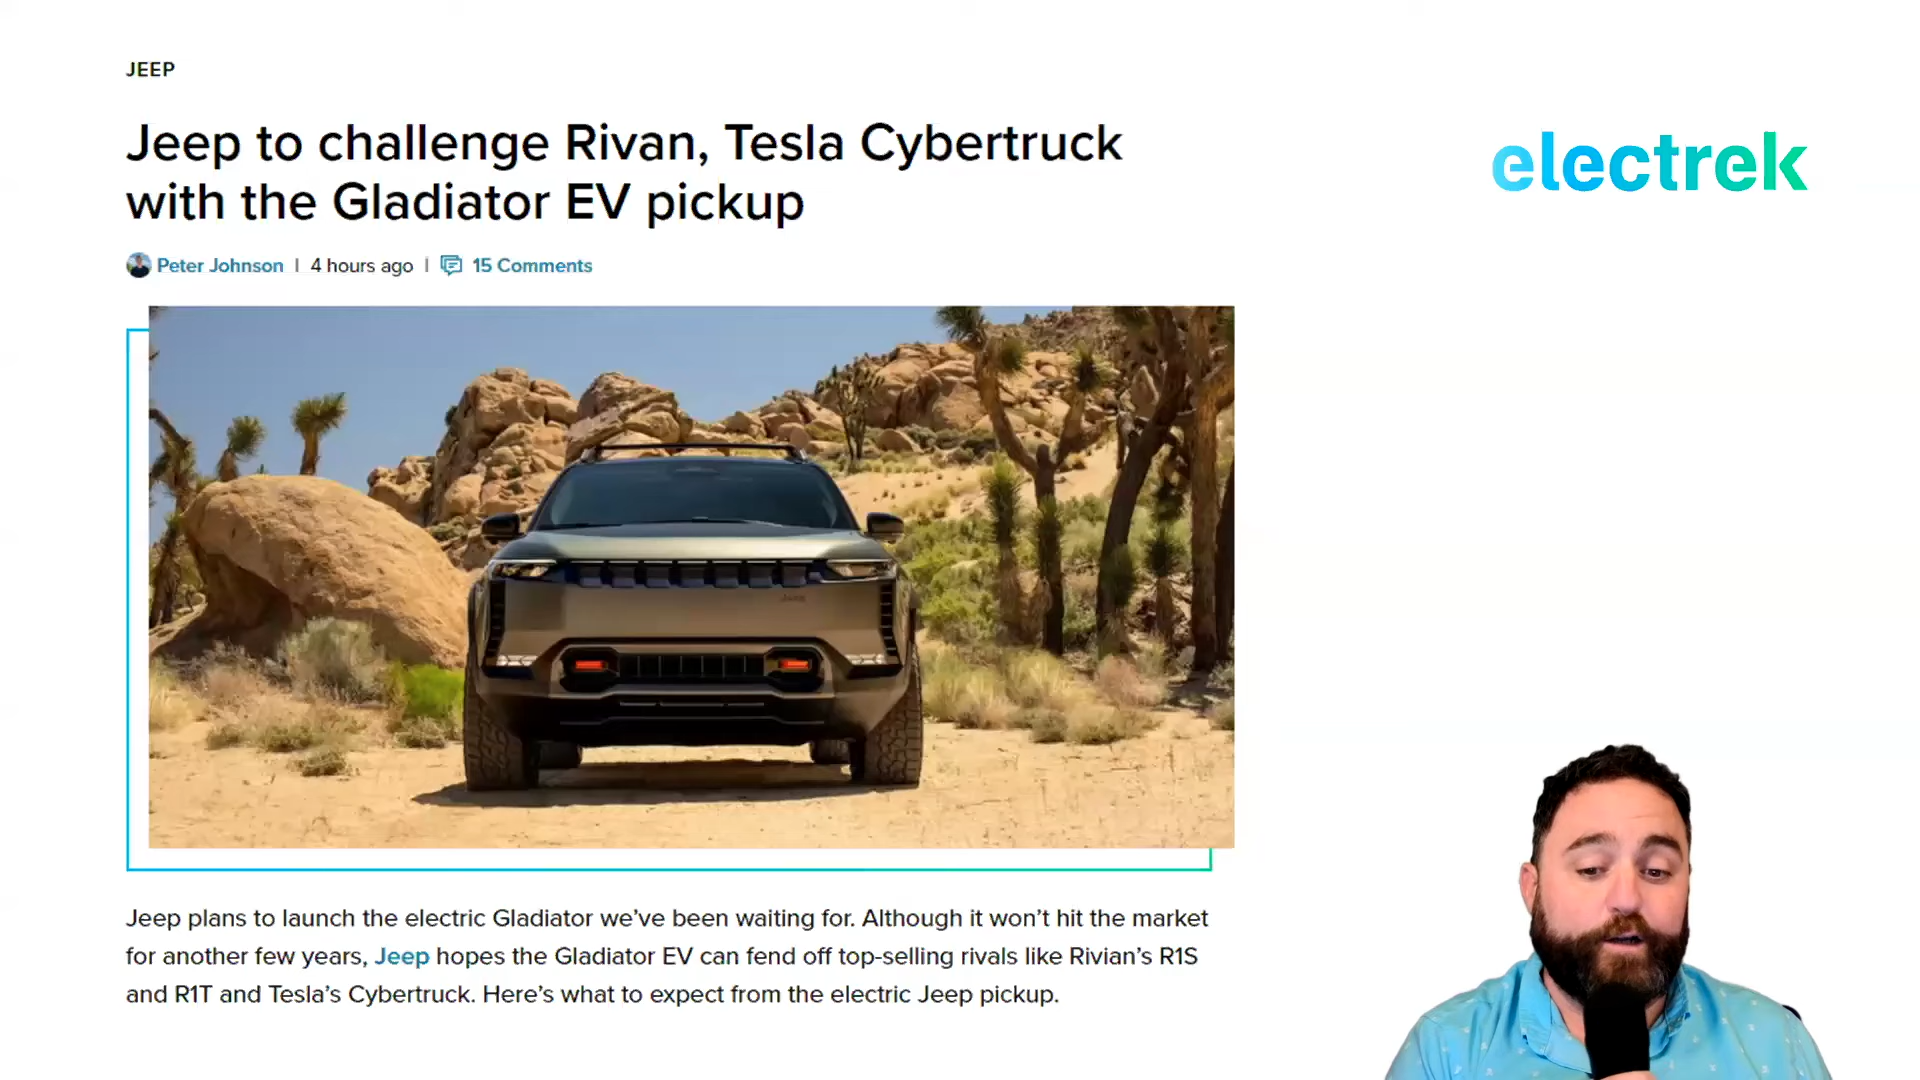 JEEP
Jeep to challenge Rivan, Tesla Cybertruck
with the Gladiator EV pickup
electrek
Peter Johnson | 4 hours ago | 15 Comments
Jeep
Jeep plans to launch the electric Gladiator we've been waiting for. Although it won't hit the market
for another few years, Jeep hopes the Gladiator EV can fend off top-selling rivals like Rivian's R1S
and R1T and Tesla's Cybertruck. Here's what to expect from the electric Jeep pickup.